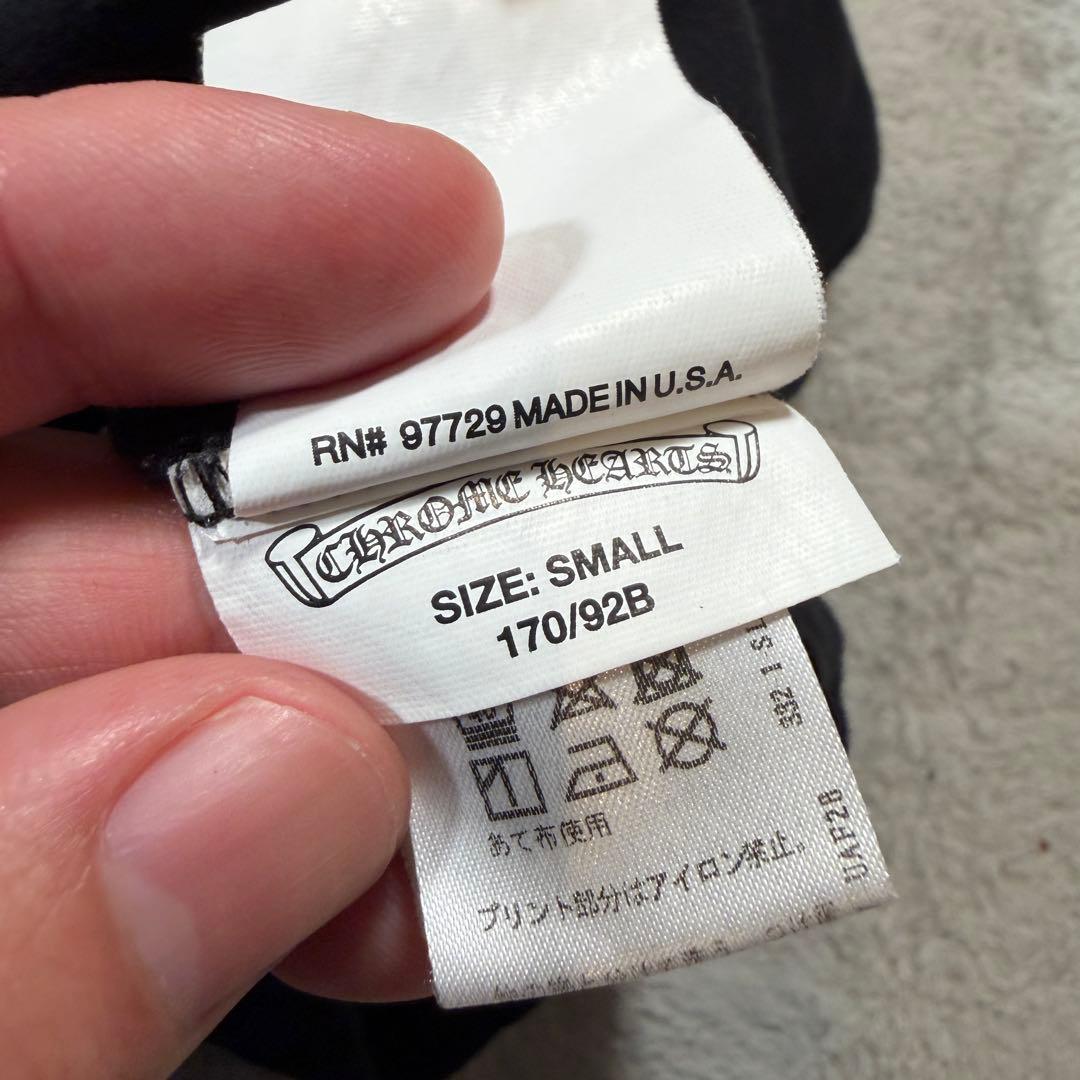 RN# 97729 MADE IN U.S.A.
CHROME HEARTS
SIZE: SMALL
170/92B
あて布使用
プリント部分はアイロン禁止。
UAP28